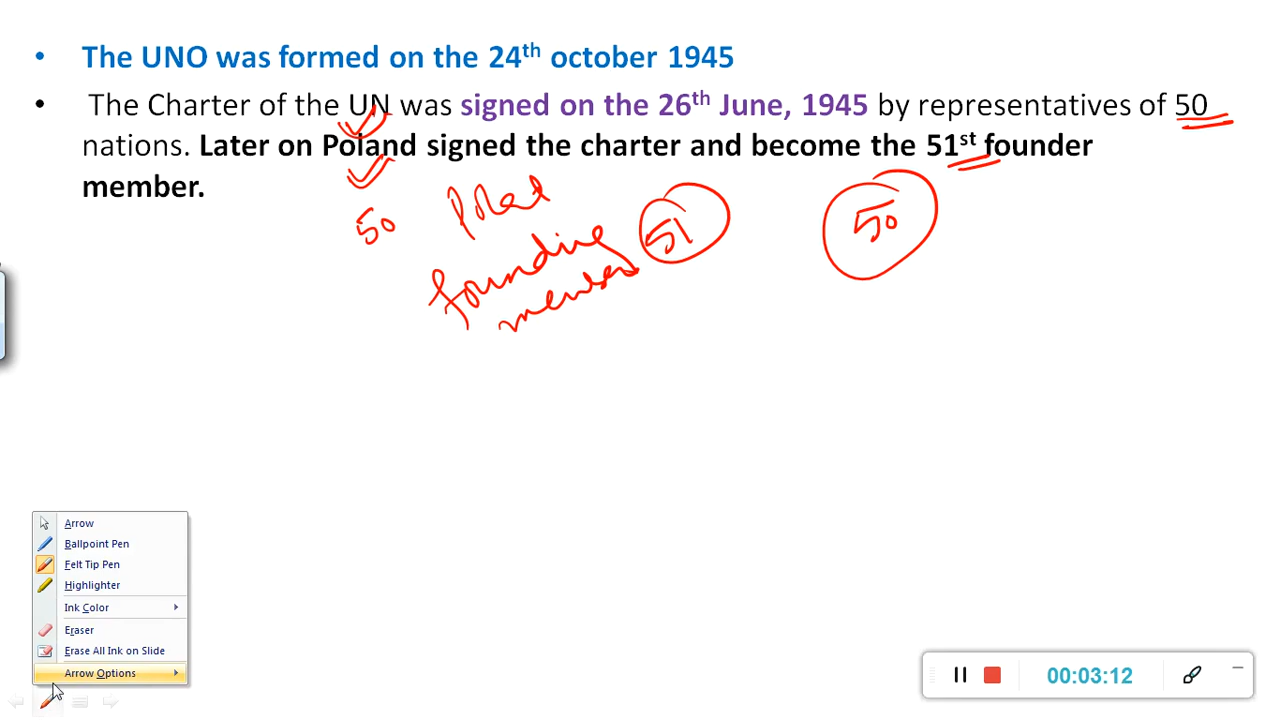 • The UNO was formed on the 24th october 1945
• The Charter of the UN was signed on the 26th June, 1945 by representatives of 50
nations. Later on Poland signed the charter and become the 51st founder
member.
50
founding
51
50
Arrow
Ballpoint Pen
Felt Tip Pen
Highlighter
Ink Color
Eraser
Erase All Ink on Slide
Arrow Options
00:03:12